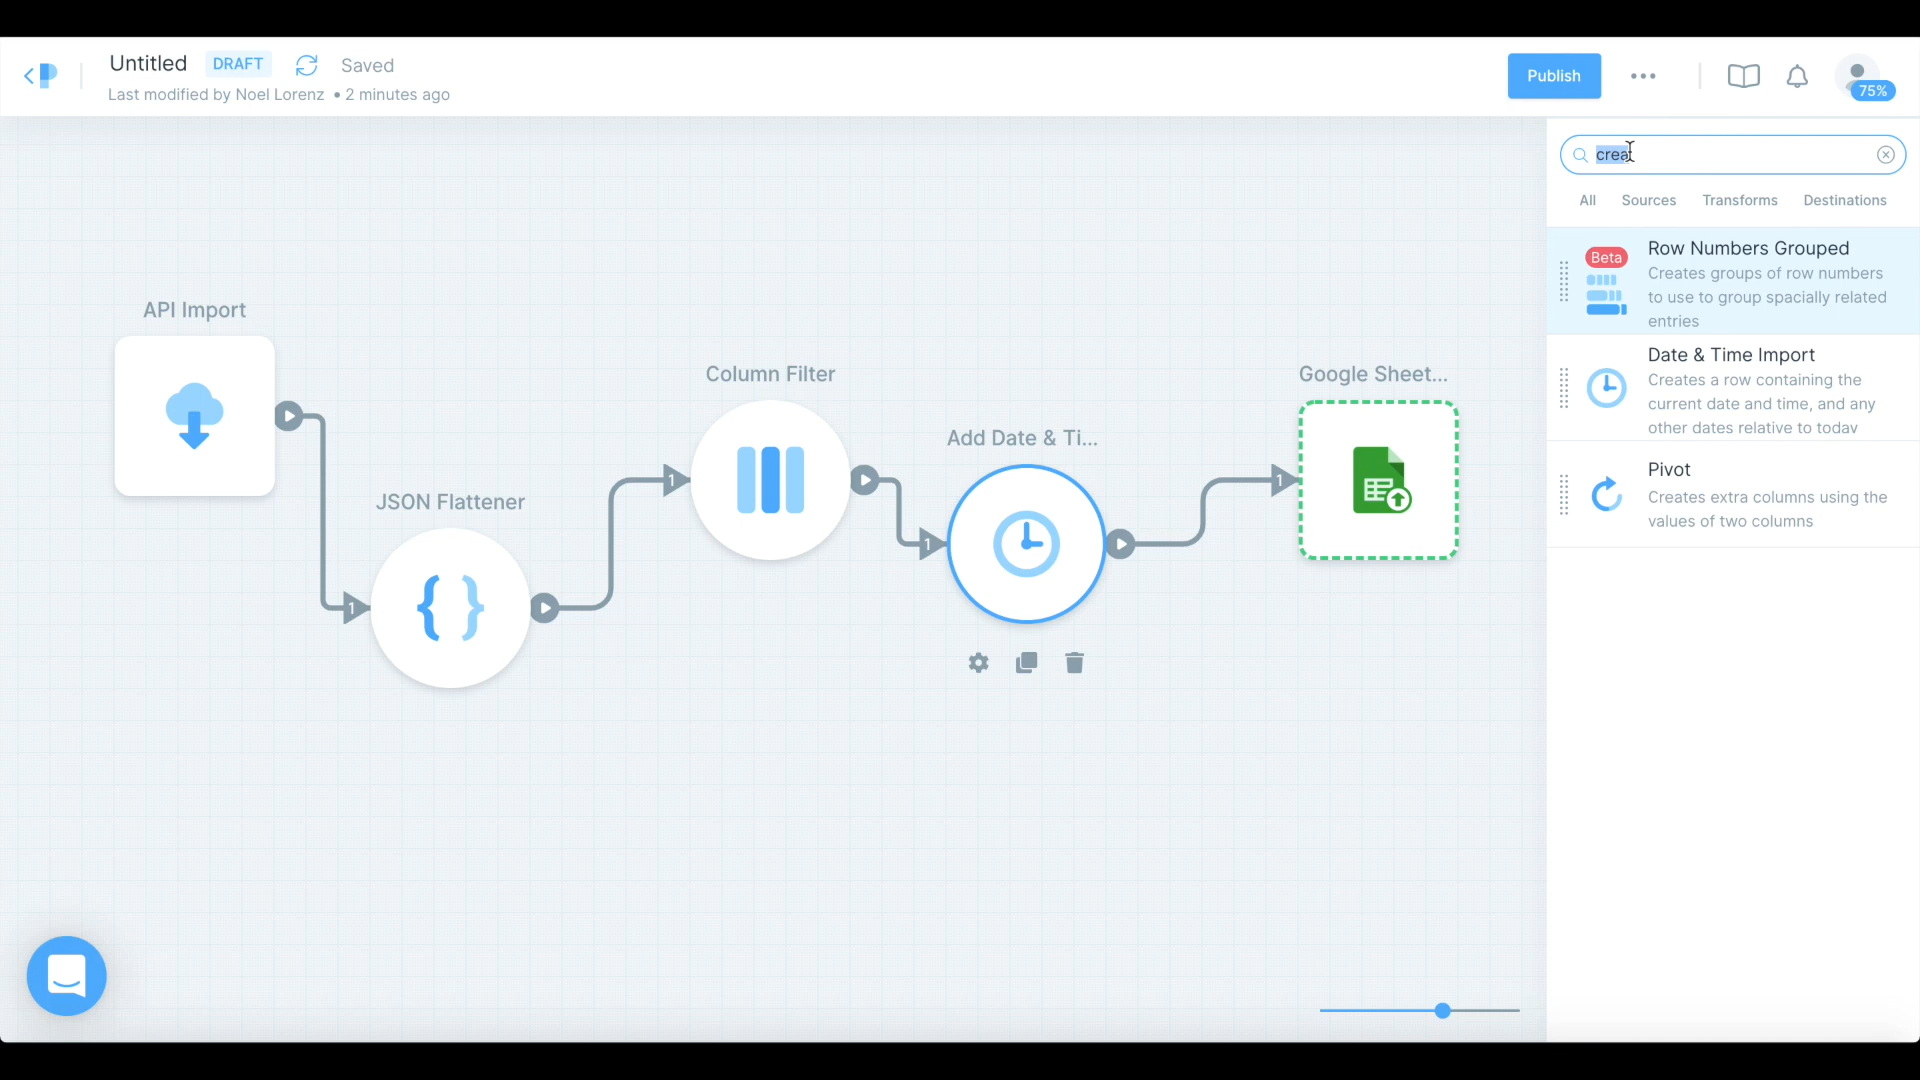 Untitled DRAFT Saved
Last modified by Noel Lorenz • 2 minutes ago
Publish
75%
crea
All Sources Transforms Destinations
Beta
Row Numbers Grouped
Creates groups of row numbers
to use to group spacially related
entries
Date & Time Import
Creates a row containing the
current date and time, and any
other dates relative to today
Pivot
Creates extra columns using the
values of two columns
API Import
JSON Flattener
1
Column Filter
1
Add Date & Ti...
1
Google Sheet...
1